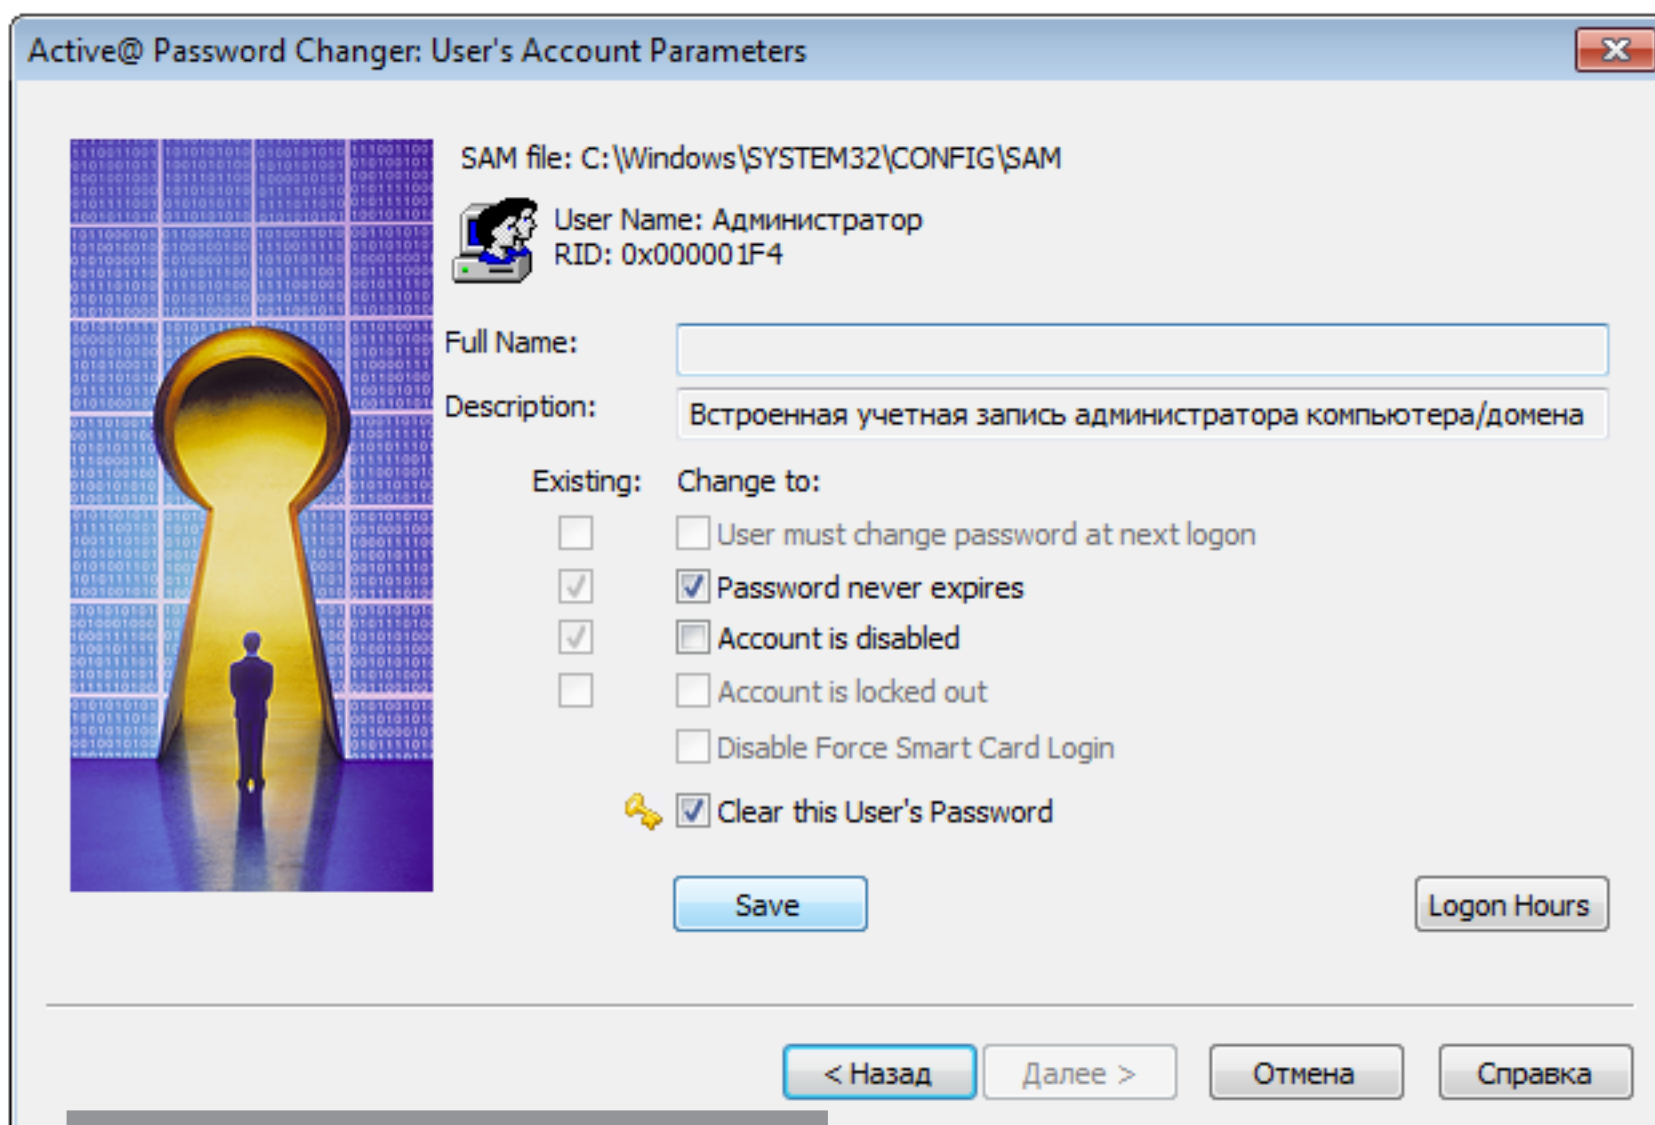 Active@ Password Changer: User's Account Parameters
SAM file: C:\Windows\SYSTEM32\CONFIG\SAM
User Name: Администратор
RID: 0x000001F4
Full Name:
Description: Встроенная учетная запись администратора компьютера/домена
Existing: Change to:
User must change password at next logon
Password never expires
Account is disabled
Account is locked out
Disable Force Smart Card Login
Clear this User's Password
Save Logon Hours
< Назад Далее > Отмена Справка